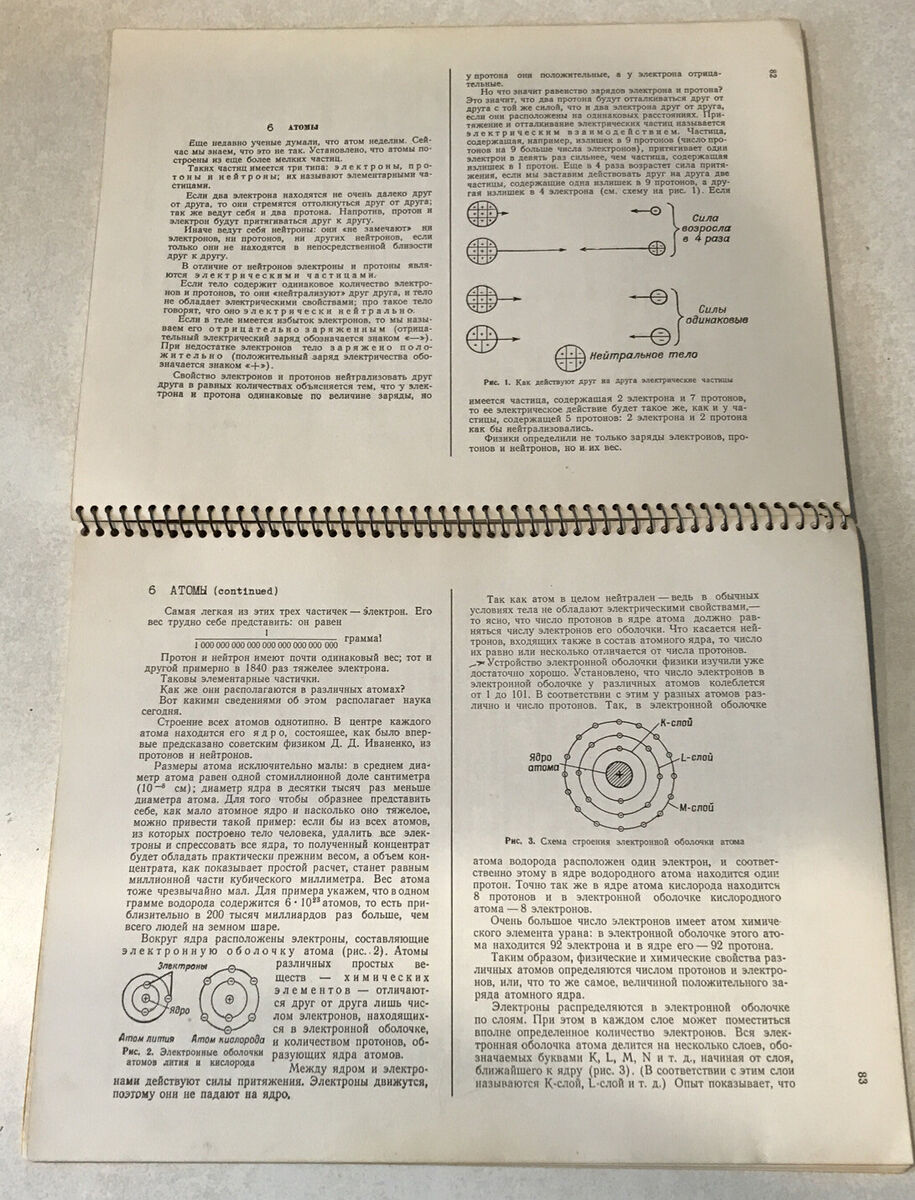 6 АТОМЫ
Еще недавно ученые думали, что атом неделим. Сей-
час мы знаем, что это не так. Установлено, что атомы по-
строены из еще более мелких частиц.
Таких частиц имеется три типа: электроны, про-
тоны и нейтроны; их называют элементарными ча-
стицами.
Если два электрона находятся не очень далеко друг
от друга, то они стремятся оттолкнуться друг от друга;
так же ведут себя и два протона. Напротив, протон и
электрон будут притягиваться друг к другу.
Иначе ведут себя нейтроны: они «не замечают» ни
электронов, ни протонов, ни других нейтронов, если
только они не находятся в непосредственной близости
друг к другу.
В отличие от нейтронов электроны и протоны явля-
ются электрическими частицами.
Если тело содержит одинаковое количество электро-
нов и протонов, то они «нейтрализуют» друг друга, и тело
не обладает электрическими свойствами; про такое тело
говорят, что оно электрически нейтрально.
Если в теле имеется избыток электронов, то мы назы-
ваем его отрицательно заряженным (отрица-
тельный электрический заряд обозначается знаком «—»).
При недостатке электронов тело заряжено поло-
жительно (положительный заряд электричества обо-
значается знаком «+»).
Свойство электронов и протонов нейтрализовать друг
друга в равных количествах объясняется тем, что у элек-
трона и протона одинаковые по величине заряды, но
82
у протона они положительные, а у электрона отрица-
тельные.
Но что значит равенство зарядов электрона и протона?
Это значит, что два протона будут отталкиваться друг от
друга с той же силой, что и два электрона друг от друга,
если они расположены на одинаковых расстояниях. При-
тяжение и отталкивание электрических частиц называется
электрическим взаимодействием. Частица,
содержащая, например, излишек в 9 протонов (число про-
тонов на 9 больше числа электронов), притягивает один
электрон в девять раз сильнее, чем частица, содержащая
излишек в 1 протон. Еще в 4 раза возрастет сила притя-
жения, если мы заставим действовать друг на друга две
частицы, содержащие одна излишек в 9 протонов, а дру-
гая излишек в 4 электрона (см. схему на рис. 1). Если
Сила
возросла
в 4 раза
Силы
одинаковые
Нейтральное тело
Рис. 1. Как действуют друг на друга электрические частицы
имеется частица, содержащая 2 электрона и 7 протонов,
то ее электрическое действие будет такое же, как и у ча-
стицы, содержащей 5 протонов: 2 электрона и 2 протона
как бы нейтрализовались.
Физики определили не только заряды электронов, про-
тонов и нейтронов, но и их вес.
6 АТОМЫ (continued)
Самая легкая из этих трех частичек — электрон. Его
вес трудно себе представить: он равен
1
1 000 000 000 000 000 000 000 000 000 грамма!
Протон и нейтрон имеют почти одинаковый вес; тот и
другой примерно в 1840 раз тяжелее электрона.
Таковы элементарные частички.
Как же они располагаются в различных атомах?
Вот какими сведениями об этом располагает наука
сегодня.
Строение всех атомов однотипно. В центре каждого
атома находится его ядро, состоящее, как было впер-
вые предсказано советским физиком Д. Д. Иваненко, из
протонов и нейтронов.
Размеры атома исключительно малы: в среднем диа-
метр атома равен одной стомиллионной доле сантиметра
(10⁻⁸ см); диаметр ядра в десятки тысяч раз меньше
диаметра атома. Для того чтобы образнее представить
себе, как мало атомное ядро и насколько оно тяжелое,
можно привести такой пример: если бы из всех атомов,
из которых построено тело человека, удалить все элек-
троны и спрессовать все ядра, то полученный концентрат
будет обладать практически прежним весом, а объем кон-
центрата, как показывает простой расчет, станет равным
миллионной части кубического миллиметра. Вес атома
тоже чрезвычайно мал. Для примера укажем, что в одном
грамме водорода содержится 6 · 10²³ атомов, то есть при-
близительно в 200 тысяч миллиардов раз больше, чем
всего людей на земном шаре.
Вокруг ядра расположены электроны, составляющие
электронную оболочку атома (рис. 2). Атомы
различных простых ве-
ществ — химических
элементов — отличают-
ся друг от друга лишь чис-
лом электронов, находящих-
ся в электронной оболочке,
и количеством протонов, об-
разующих ядра атомов.
Электроны
Ядро
Атом лития Атом кислорода
Рис. 2. Электронные оболочки
атомов лития и кислорода
Между ядром и электро-
нами действуют силы притяжения. Электроны движутся,
поэтому они не падают на ядро.
Так как атом в целом нейтрален — ведь в обычных
условиях тела не обладают электрическими свойствами,—
то ясно, что число протонов в ядре атома должно рав-
няться числу электронов его оболочки. Что касается ней-
тронов, входящих также в состав атомного ядра, то число
их равно или несколько отличается от числа протонов.
Устройство электронной оболочки физики изучили уже
достаточно хорошо. Установлено, что число электронов в
электронной оболочке у различных атомов колеблется
от 1 до 101. В соответствии с этим у разных атомов раз-
лично и число протонов. Так, в электронной оболочке
К-слой
Ядро
атома
L-слой
М-слой
Рис. 3. Схема строения электронной оболочки атома
атома водорода расположен один электрон, и соответ-
ственно этому в ядре водородного атома находится один
протон. Точно так же в ядре атома кислорода находится
8 протонов и в электронной оболочке кислородного
атома — 8 электронов.
Очень большое число электронов имеет атом химиче-
ского элемента урана: в электронной оболочке этого ато-
ма находится 92 электрона и в ядре его — 92 протона.
Таким образом, физические и химические свойства раз-
личных атомов определяются числом протонов и электро-
нов, или, что то же самое, величиной положительного за-
ряда атомного ядра.
Электроны распределяются в электронной оболочке
по слоям. При этом в каждом слое может поместиться
вполне определенное количество электронов. Вся элек-
тронная оболочка атома делится на несколько слоев, обо-
значаемых буквами K, L, M, N и т. д., начиная от слоя,
ближайшего к ядру (рис. 3). (В соответствии с этим слои
называются K-слой, L-слой и т. д.) Опыт показывает, что
83